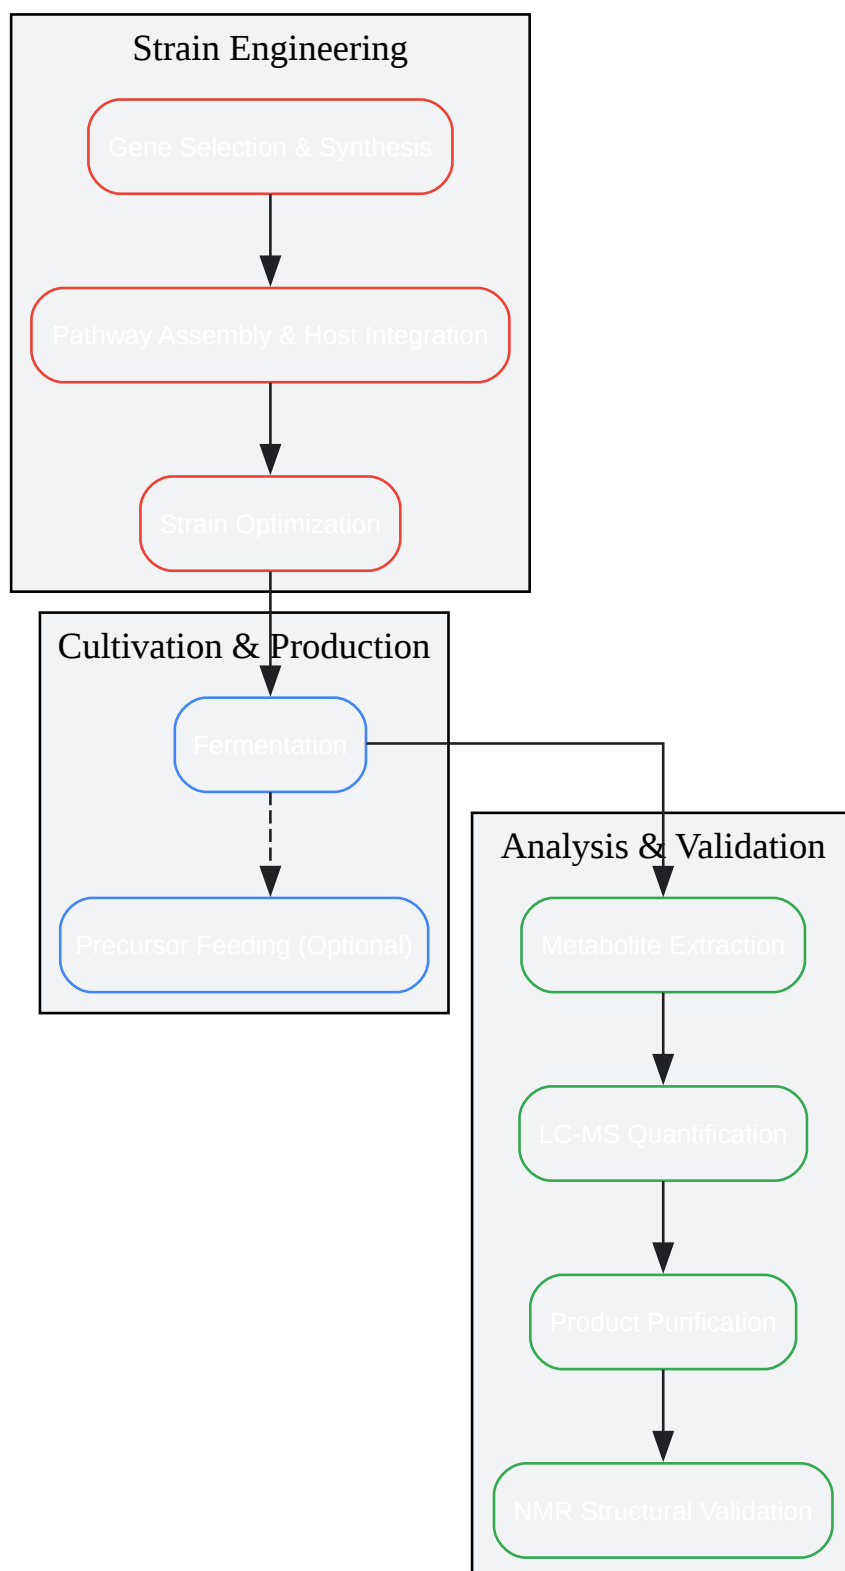 Strain Engineering
Gene Selection & Synthesis
Pathway Assembly & Host Integration
Strain Optimization
Cultivation & Production
Fermentation
Precursor Feeding (Optional)
Analysis & Validation
Metabolite Extraction
LC-MS Quantification
Product Purification
NMR Structural Validation